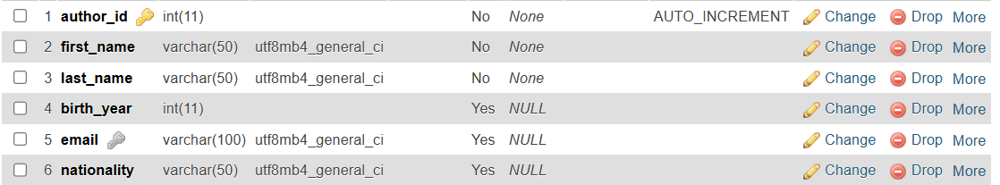 1 author_id int(11) No None AUTO_INCREMENT Change Drop More
2 first_name varchar(50) utf8mb4_general_ci No None Change Drop More
3 last_name varchar(50) utf8mb4_general_ci No None Change Drop More
4 birth_year int(11) Yes NULL Change Drop More
5 email varchar(100) utf8mb4_general_ci Yes NULL Change Drop More
6 nationality varchar(50) utf8mb4_general_ci Yes NULL Change Drop More